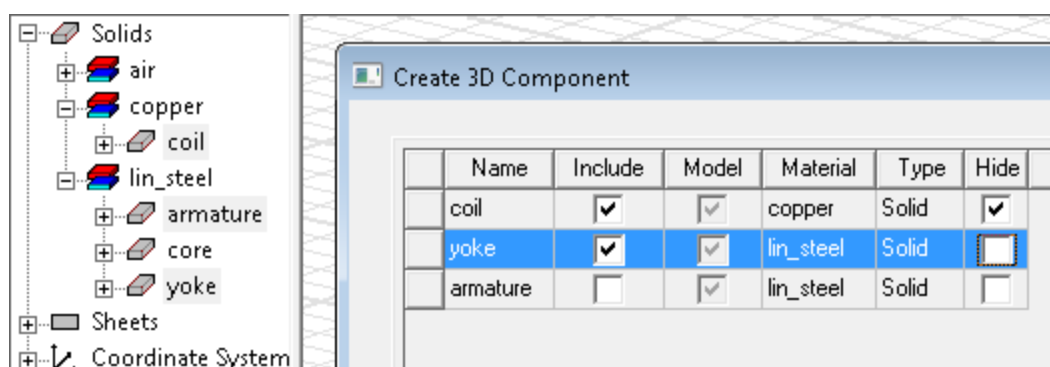 Solids
air
copper
coil
lin_steel
armature
core
yoke
Sheets
Coordinate System
Create 3D Component
Name Include Model Material Type Hide
coil copper Solid
yoke lin_steel Solid
armature lin_steel Solid